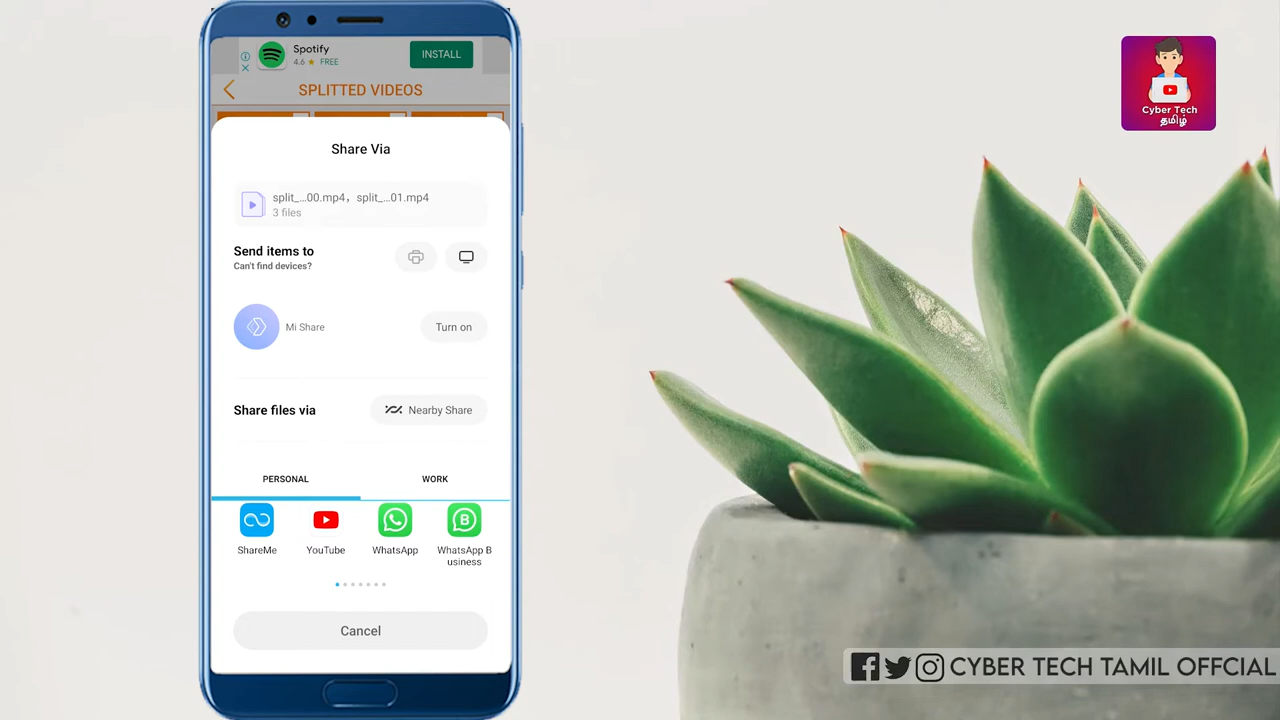 Spotify
4.6 ★ FREE
INSTALL
SPLITTED VIDEOS
Share Via
split_...00.mp4, split_...01.mp4
3 files
Send items to
Can't find devices?
Mi Share
Turn on
Share files via
Nearby Share
PERSONAL
WORK
ShareMe
YouTube
WhatsApp
WhatsApp B
usiness
Cancel
Cyber Tech
தமிழ்
CYBER TECH TAMIL OFFCIAL